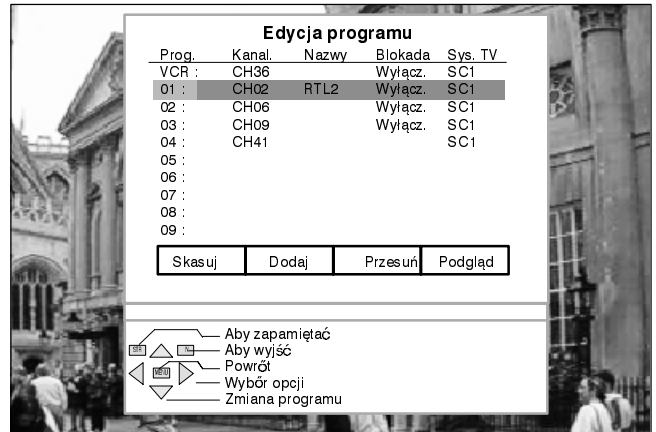 Edycja programu
Prog. Kanal. Nazwy Blokada Sys. TV
VCR : CH36 Wyłącz. SC1
01 : CH02 RTL2 SC1
02 : CH06 Wyłącz. SC1
03 : CH09 Wyłącz. SC1
04 : CH41 SC1
05 :
06 :
07 :
08 :
09 :
Skasuj Dodaj Przesuń Podgląd
Aby zapamiętać
STR N Aby wyjść
MENU Powrót
Wybór opcji
Zmiana programu